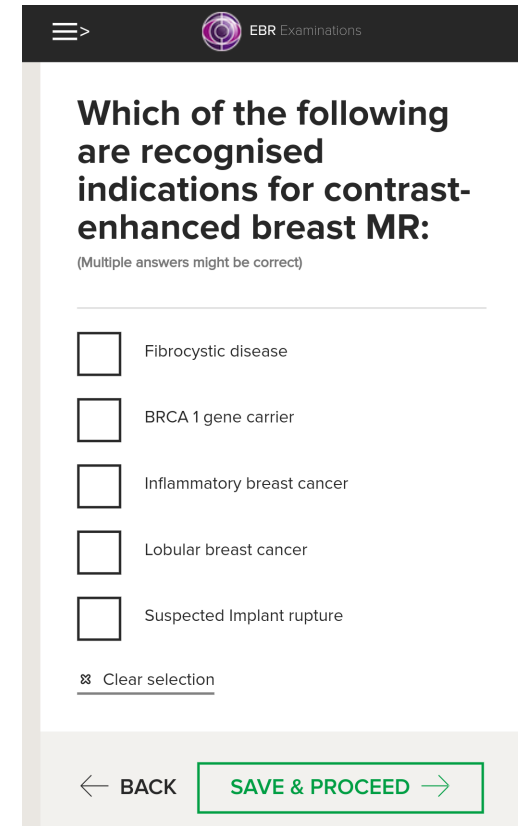 EBR Examinations
Which of the following
are recognised
indications for contrast-
enhanced breast MR:
(Multiple answers might be correct)
Fibrocystic disease
BRCA 1 gene carrier
Inflammatory breast cancer
Lobular breast cancer
Suspected Implant rupture
Clear selection
BACK
SAVE & PROCEED